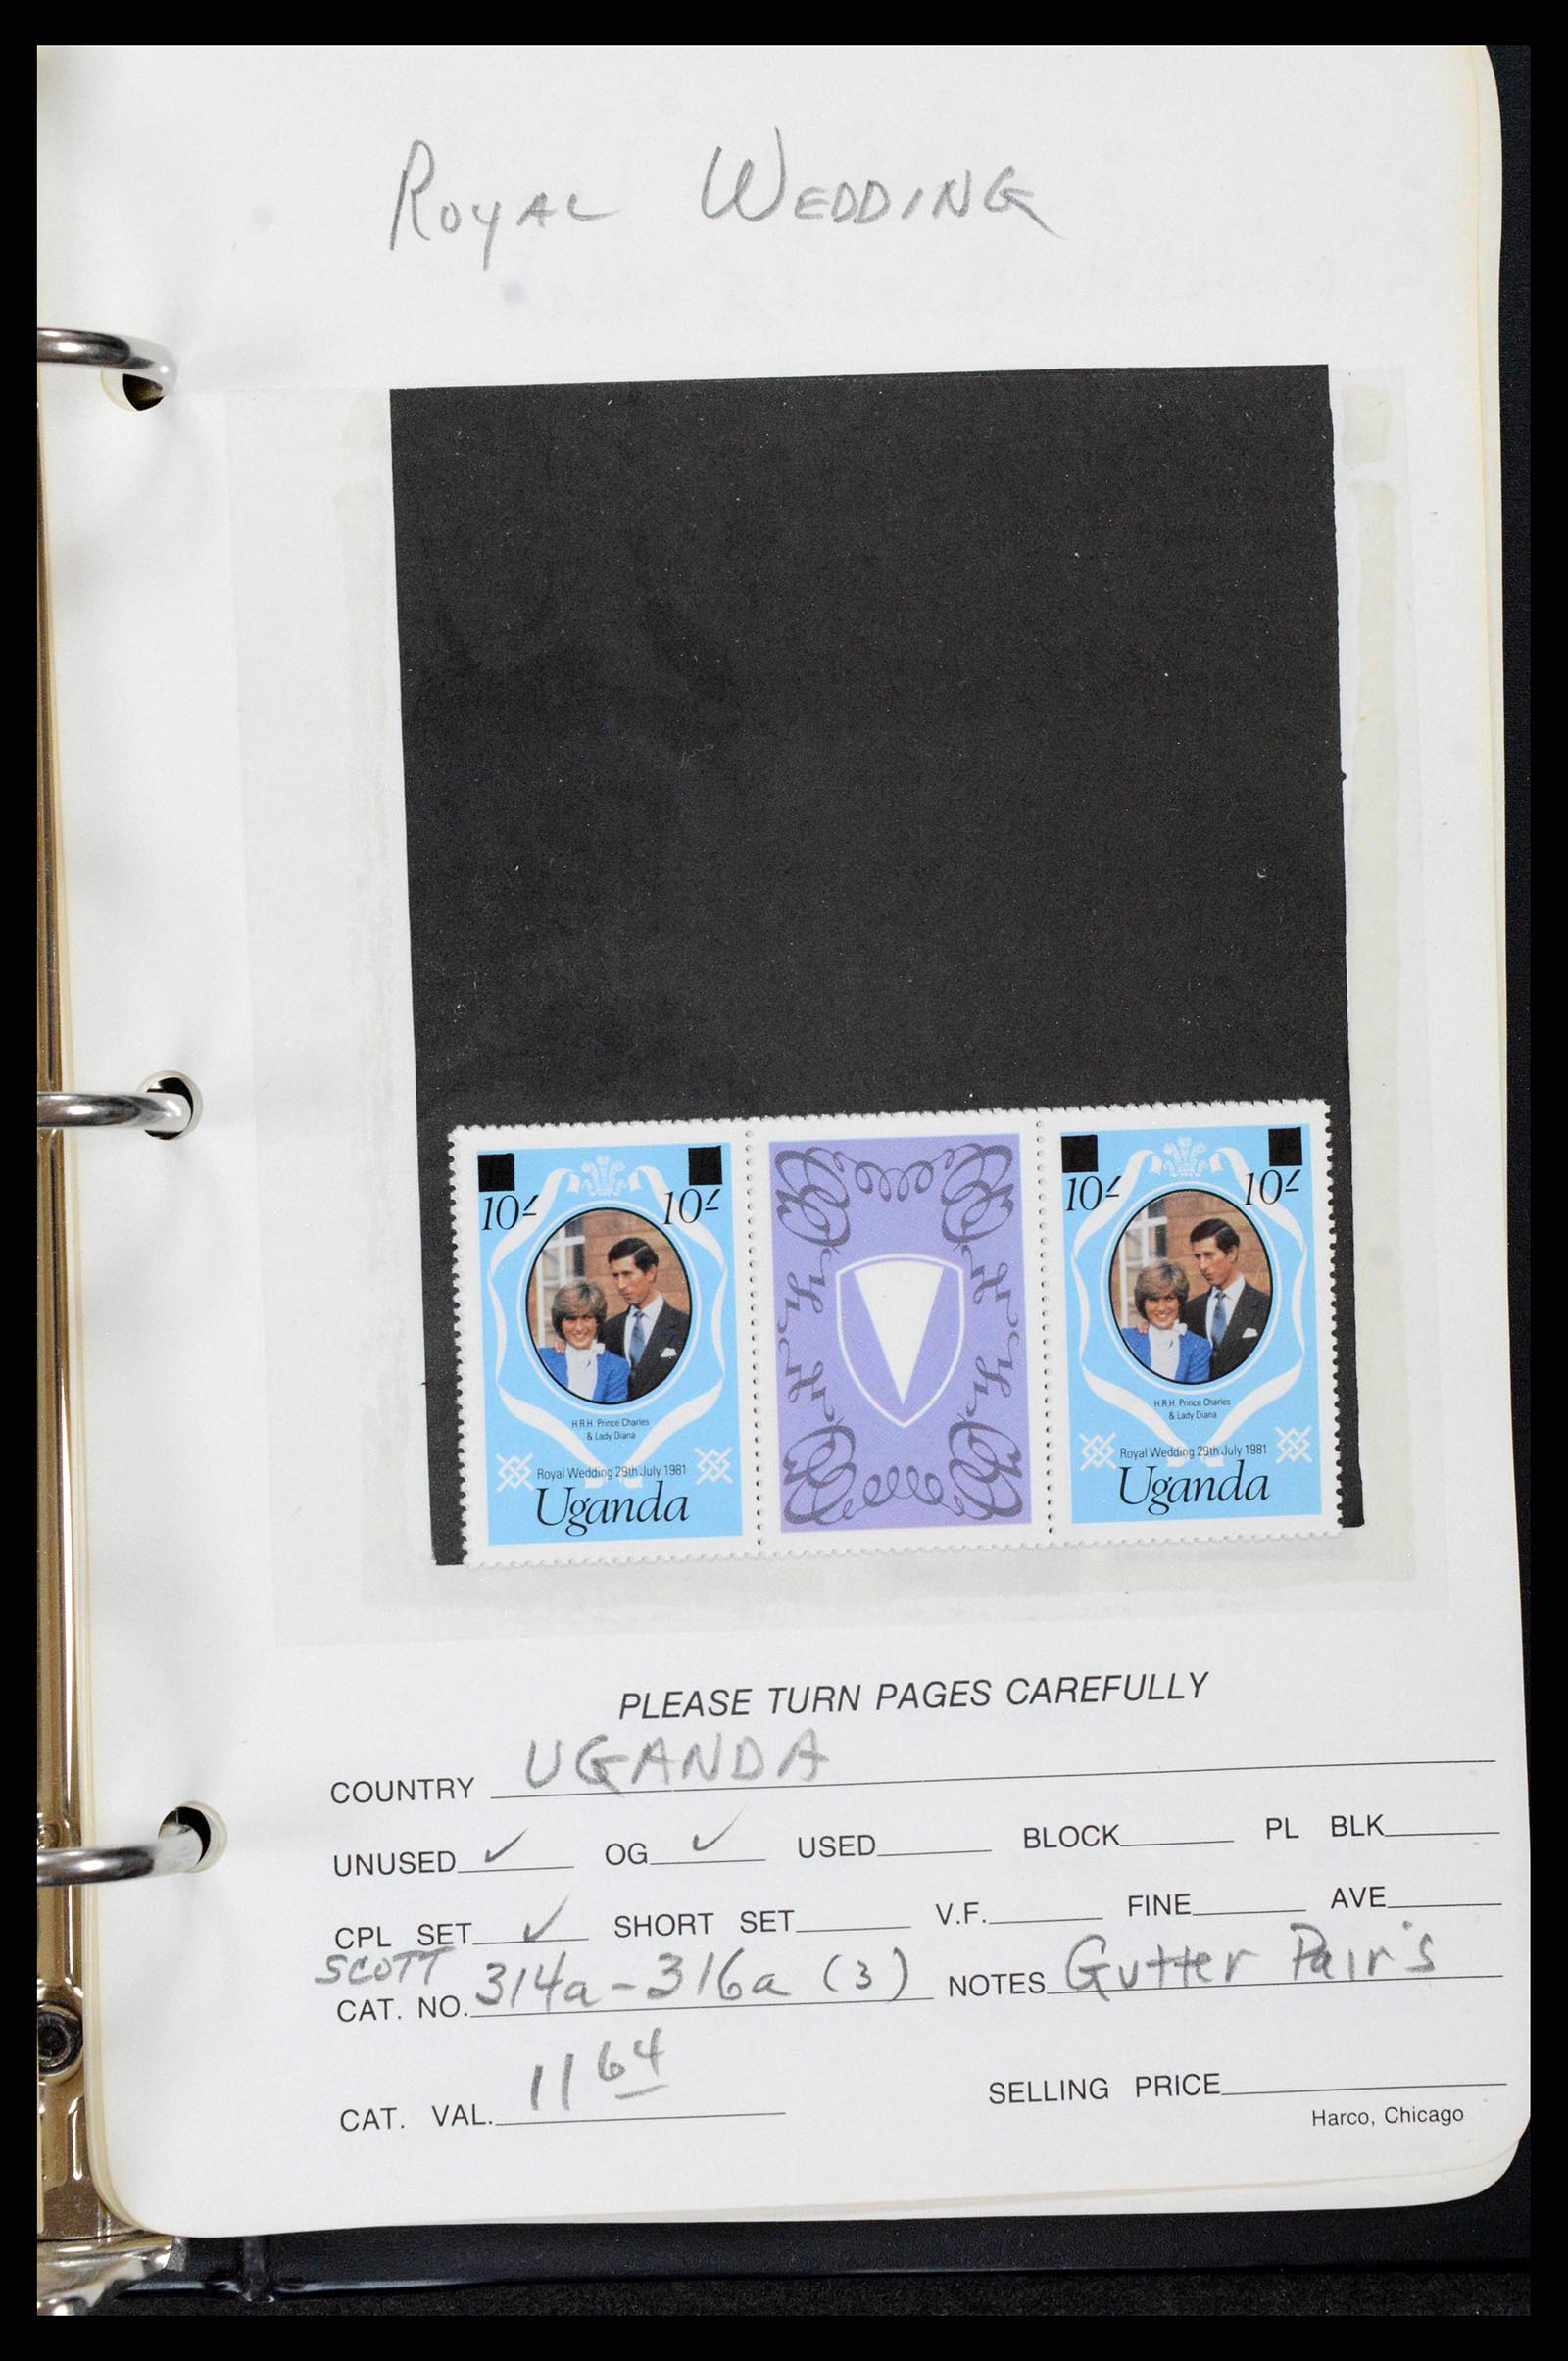 ROYAL WEDDING
10/- 10/- 10/- 10/-
H.R.H. Prince Charles
& Lady Diana
Royal Wedding 29th July 1981
Uganda
H.R.H. Prince Charles
& Lady Diana
Royal Wedding 29th July 1981
Uganda
PLEASE TURN PAGES CAREFULLY
COUNTRY UGANDA
UNUSED ✓ OG ✓ USED BLOCK PL BLK
CPL SET ✓ SHORT SET V.F. FINE AVE
SCOTT
CAT. NO. 314a-316a (3) NOTES Gutter Pair's
CAT. VAL. 11 64
SELLING PRICE
Harco, Chicago